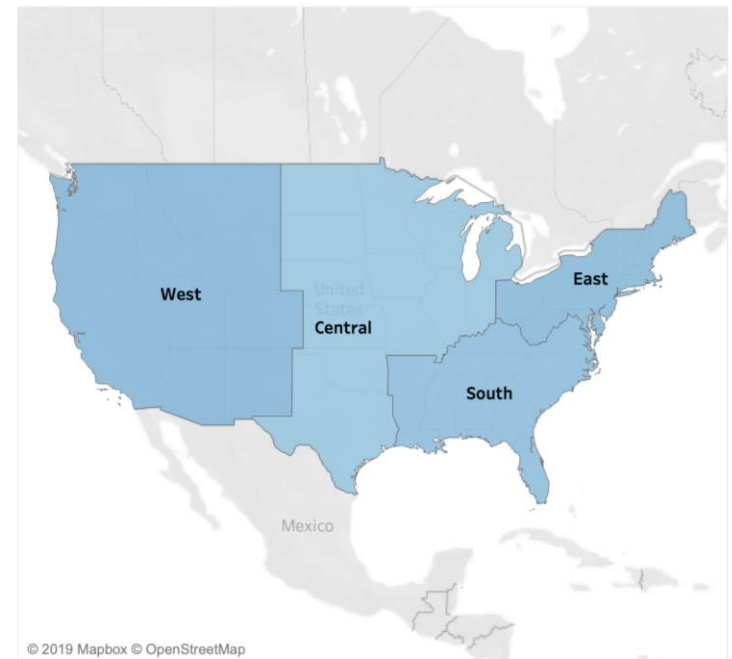 East
West
United
States
Central
South
Mexico
© 2019 Mapbox © OpenStreetMap